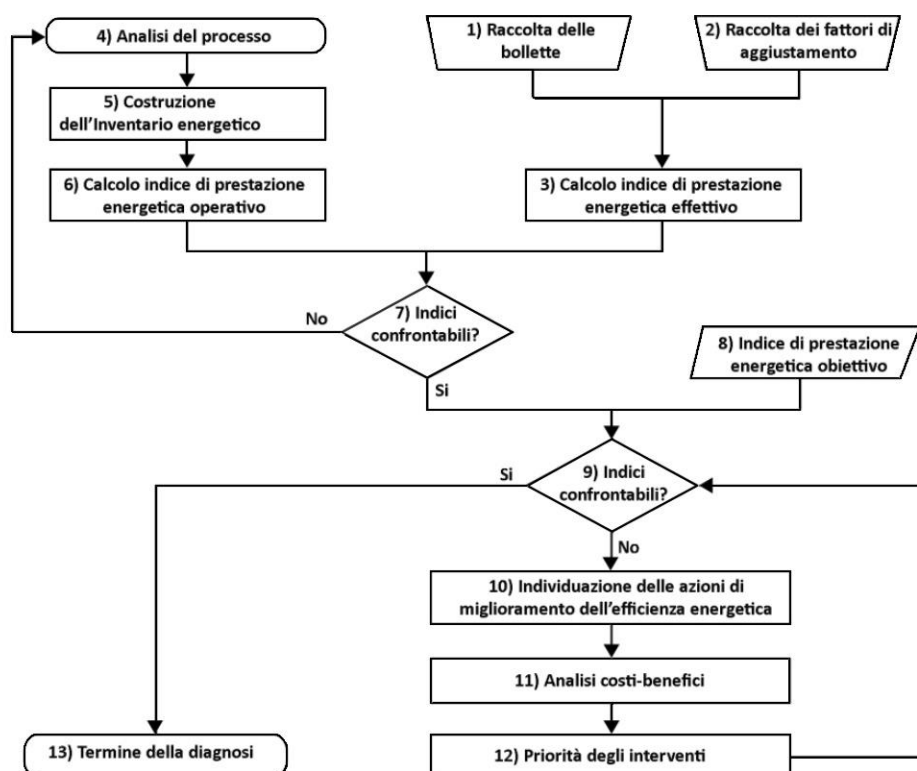 4) Analisi del processo
1) Raccolta delle
bollette
2) Raccolta dei fattori di
aggiustamento
5) Costruzione
dell'Inventario energetico
6) Calcolo indice di prestazione
energetica operativo
3) Calcolo indice di prestazione
energetica effettivo
7) Indici
confrontabili?
No
Si
8) Indice di prestazione
energetica obiettivo
9) Indici
confrontabili?
Si
No
10) Individuazione delle azioni di
miglioramento dell'efficienza energetica
11) Analisi costi-benefici
13) Termine della diagnosi
12) Priorità degli interventi